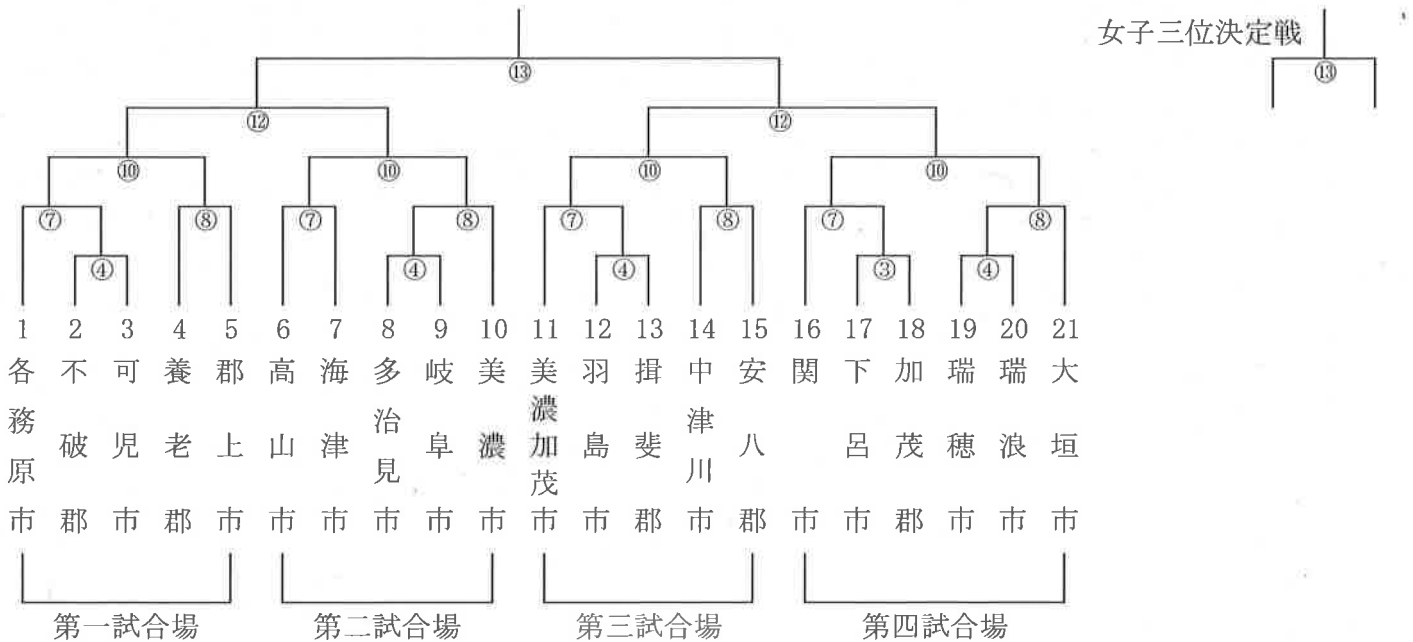 女子三位決定戦
⑬ ⑬
⑫ ⑫
⑩ ⑩ ⑩ ⑩
⑦ ⑧ ⑦ ⑧ ⑦ ⑧ ⑦ ⑧
④ ④ ④ ③ ④
1 2 3 4 5 6 7 8 9 10 11 12 13 14 15 16 17 18 19 20 21
各務原市
不破郡
可児市
養老郡
郡上市
高山市
海津市
多治見市
岐阜市
美濃市
美濃加茂市
羽島市
揖斐郡
中津川市
安八郡
関市
下呂市
加茂郡
瑞穂市
瑞浪市
大垣市
第一試合場 第二試合場 第三試合場 第四試合場